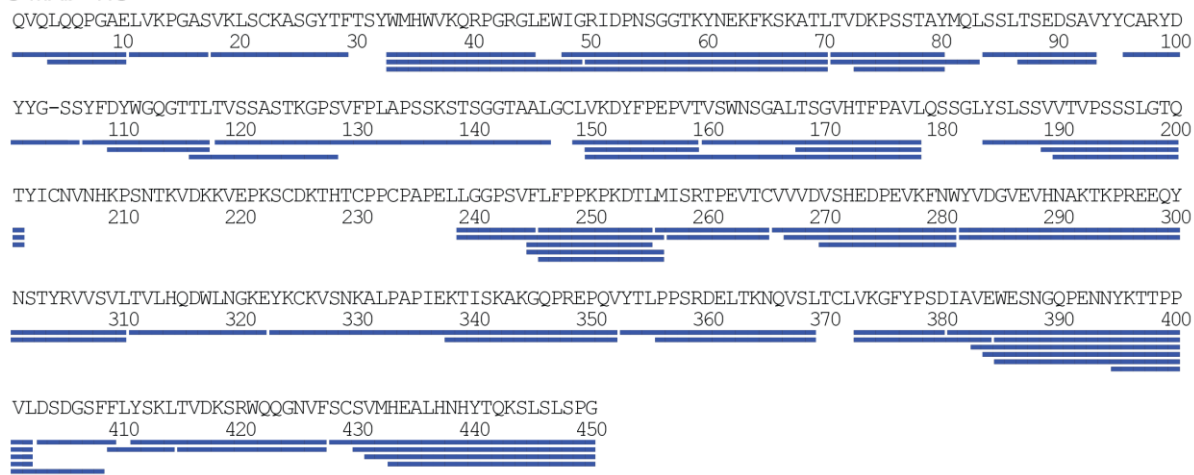 QVQLQQPGAELVKPGASVKLSCKASGYTFTSYWMHWVKQRPGRGLEWIGRIDPNSGGTKYNEKFKSKATLTVDKPSSTAYMQLSSLTSEDSAVYYCARYD
10 20 30 40 50 60 70 80 90 100
YYG-SSYFDYWGQGTTLTVSSASTKGPSVFPLAPSSKSTSGGTAALGCLVKDYFPEPVTVSWNSGALTSGVHTFPAVLQSSGLYSLSSVVTVPSSSLGTQ
110 120 130 140 150 160 170 180 190 200
TYICNVNHKPSNTKVDKKVEPKSCDKTHTCPPCPAPELLGGPSVFLFPPKPKDTLMISRTPEVTCVVVDVSHEDPEVKFNWYVDGVEVHNAKTKPREEQY
210 220 230 240 250 260 270 280 290 300
NSTYRVVSVLTVLHQDWLNGKEYKCKVSNKALPAPIEKTISKAKGQPREPQVYTLPPSRDELTKNQVSLTCLVKGFYPSDIAVEWESNGQPENNYKTTPP
310 320 330 340 350 360 370 380 390 400
VLDSDGSFFLYSKLTVDKSRWQQGNVFSCSVMHEALHNHYTQKSLSLSPG
410 420 430 440 450